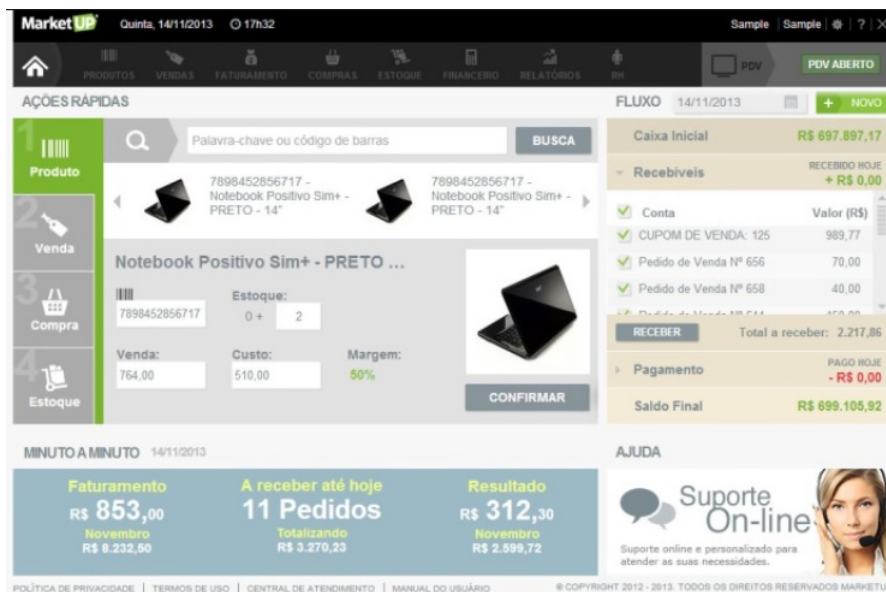 MarketUP
Quinta, 14/11/2013
17h32
Sample
Sample
?
PRODUTOS
VENDAS
FATURAMENTO
COMPRAS
ESTOQUE
FINANCEIRO
RELATÓRIOS
RH
PDV
PDV ABERTO
AÇÕES RÁPIDAS
1
Produto
2
Venda
3
Compra
4
Estoque
Palavra-chave ou código de barras
BUSCA
7898452856717 -
Notebook Positivo Sim+ -
PRETO - 14"
7898452856717 -
Notebook Positivo Sim+ -
PRETO - 14"
Notebook Positivo Sim+ - PRETO ...
Estoque:
7898452856717
0 +
2
Venda:
Custo:
Margem:
764,00
510,00
50%
CONFIRMAR
FLUXO
14/11/2013
+ NOVO
Caixa Inicial
R$ 697.897,17
Recebíveis
RECEBIDO HOJE
+ R$ 0,00
Conta
Valor (R$)
CUPOM DE VENDA: 125
989,77
Pedido de Venda Nº 656
70,00
Pedido de Venda Nº 658
40,00
RECEBER
Total a receber: 2.217,86
Pagamento
PAGO HOJE
- R$ 0,00
Saldo Final
R$ 699.105,92
MINUTO A MINUTO
14/11/2013
Faturamento
R$ 853,00
Novembro
R$ 8.232,50
A receber até hoje
11 Pedidos
Totalizando
R$ 3.270,23
Resultado
R$ 312,30
Novembro
R$ 2.599,72
AJUDA
Suporte
On-line
Suporte online e personalizado para
atender as suas necessidades.
POLÍTICA DE PRIVACIDADE | TERMOS DE USO | CENTRAL DE ATENDIMENTO | MANUAL DO USUÁRIO
© COPYRIGHT 2012 - 2013. TODOS OS DIREITOS RESERVADOS MARKETU